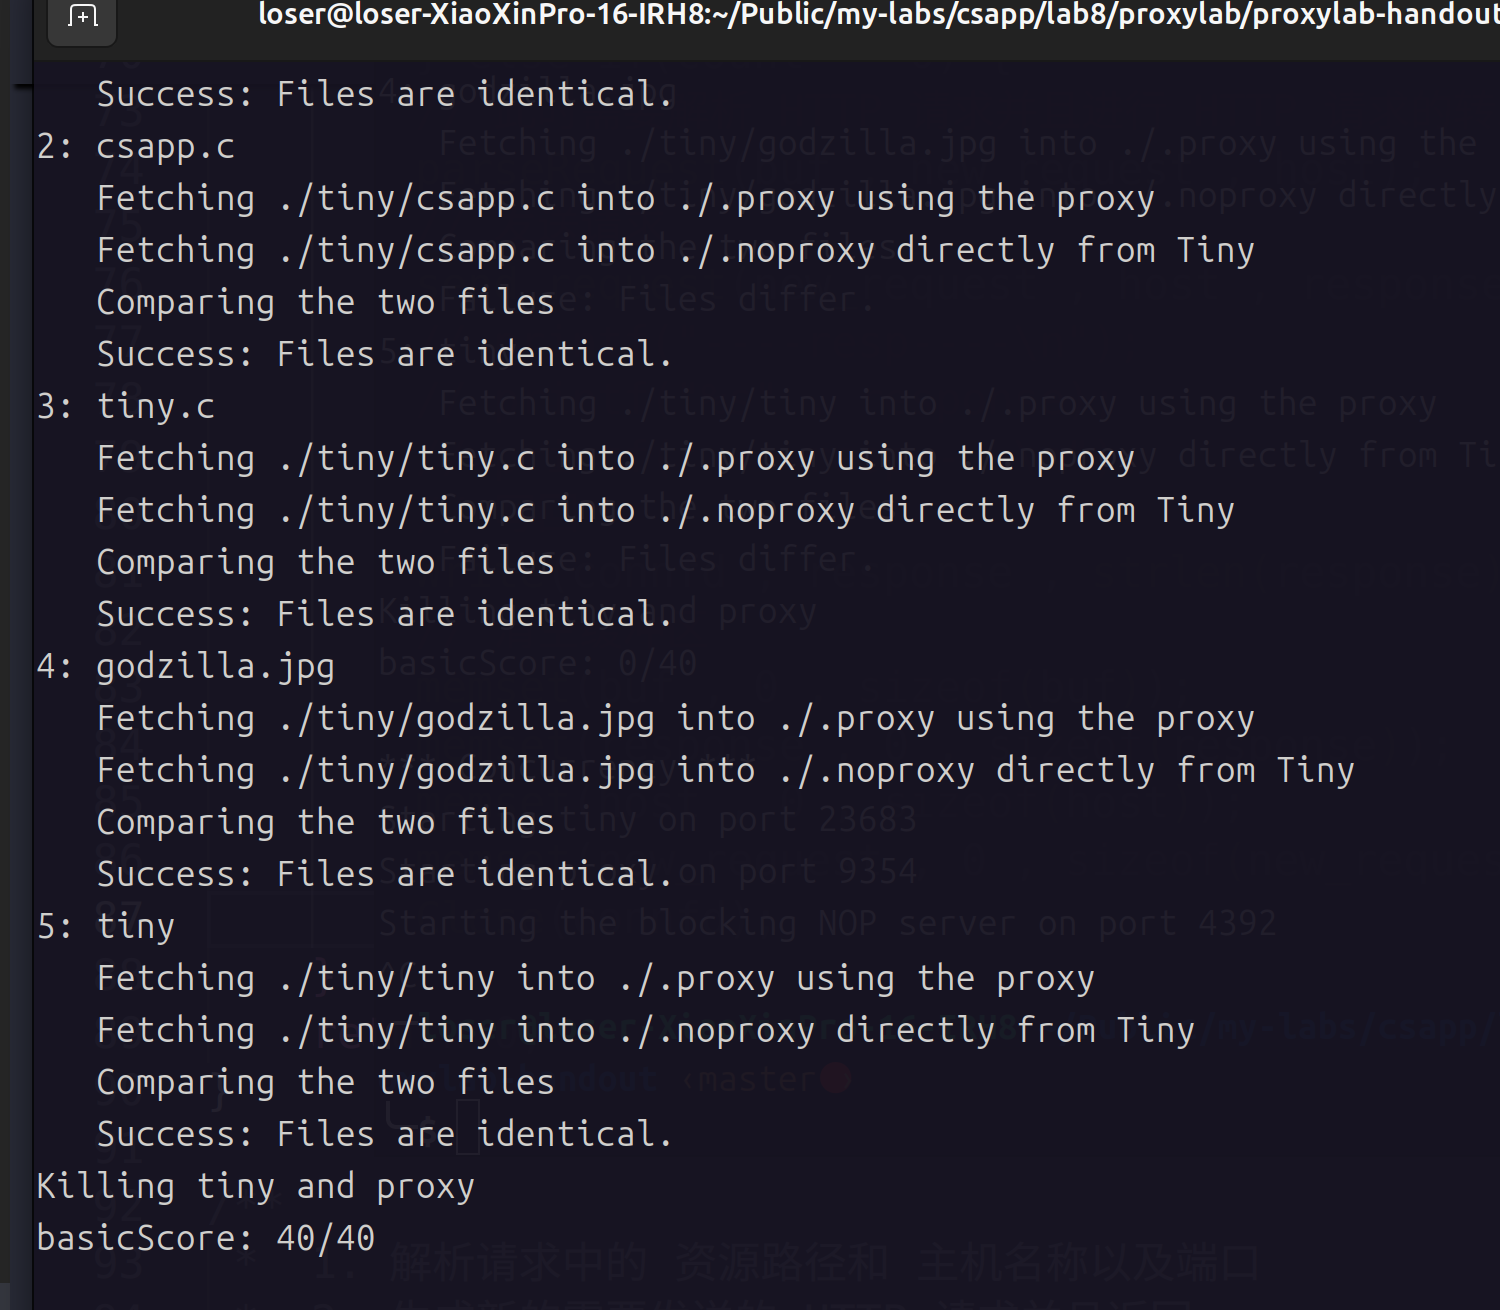 loser@loser-XiaoXinPro-16-IRH8:~/Public/my-labs/csapp/lab8/proxylab/proxylab-handout
Success: Files are identical.
2: csapp.c
Fetching ./tiny/csapp.c into ./.proxy using the proxy
Fetching ./tiny/csapp.c into ./.noproxy directly from Tiny
Comparing the two files
Success: Files are identical.
3: tiny.c
Fetching ./tiny/tiny.c into ./.proxy using the proxy
Fetching ./tiny/tiny.c into ./.noproxy directly from Tiny
Comparing the two files
Success: Files are identical.
4: godzilla.jpg
Fetching ./tiny/godzilla.jpg into ./.proxy using the proxy
Fetching ./tiny/godzilla.jpg into ./.noproxy directly from Tiny
Comparing the two files
Success: Files are identical.
5: tiny
Fetching ./tiny/tiny into ./.proxy using the proxy
Fetching ./tiny/tiny into ./.noproxy directly from Tiny
Comparing the two files
Success: Files are identical.
Killing tiny and proxy
basicScore: 40/40